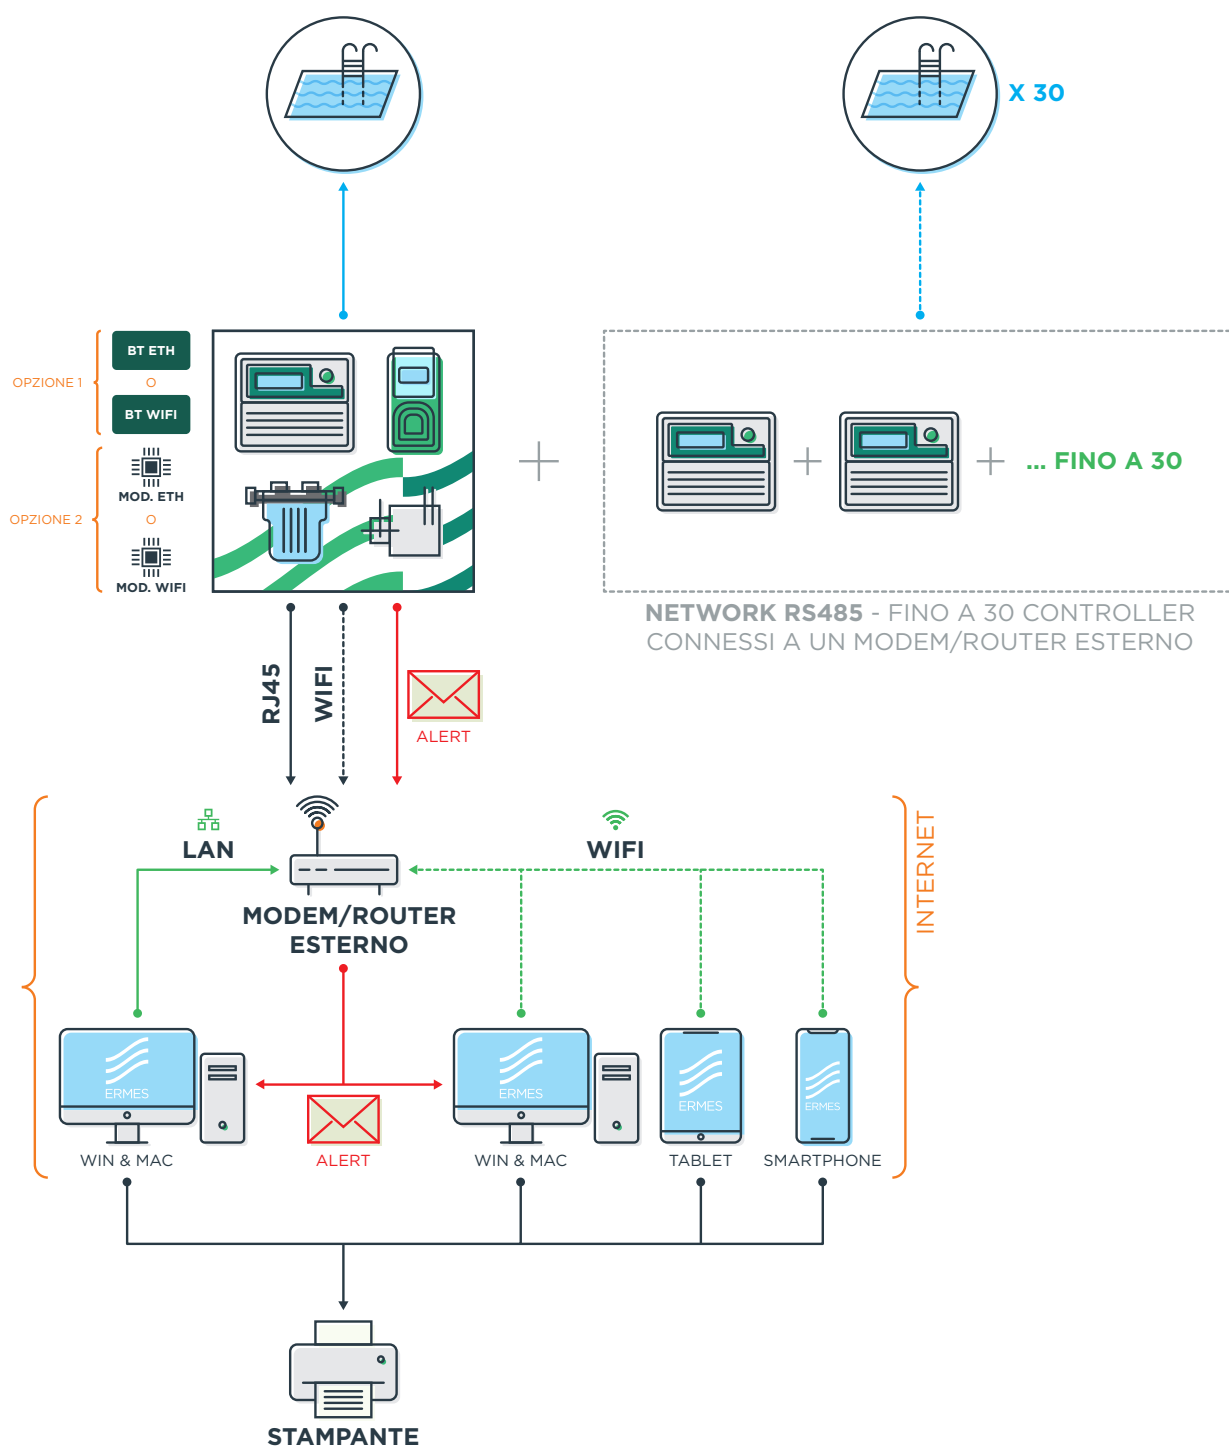 X 30
OPZIONE 1
BT ETH
O
BT WIFI
OPZIONE 2
MOD. ETH
O
MOD. WIFI
... FINO A 30
NETWORK RS485 - FINO A 30 CONTROLLER
CONNESSI A UN MODEM/ROUTER ESTERNO
RJ45
WIFI
ALERT
LAN
WIFI
INTERNET
MODEM/ROUTER
ESTERNO
ERMES
ERMES
ERMES
ERMES
WIN & MAC
ALERT
WIN & MAC
TABLET
SMARTPHONE
STAMPANTE